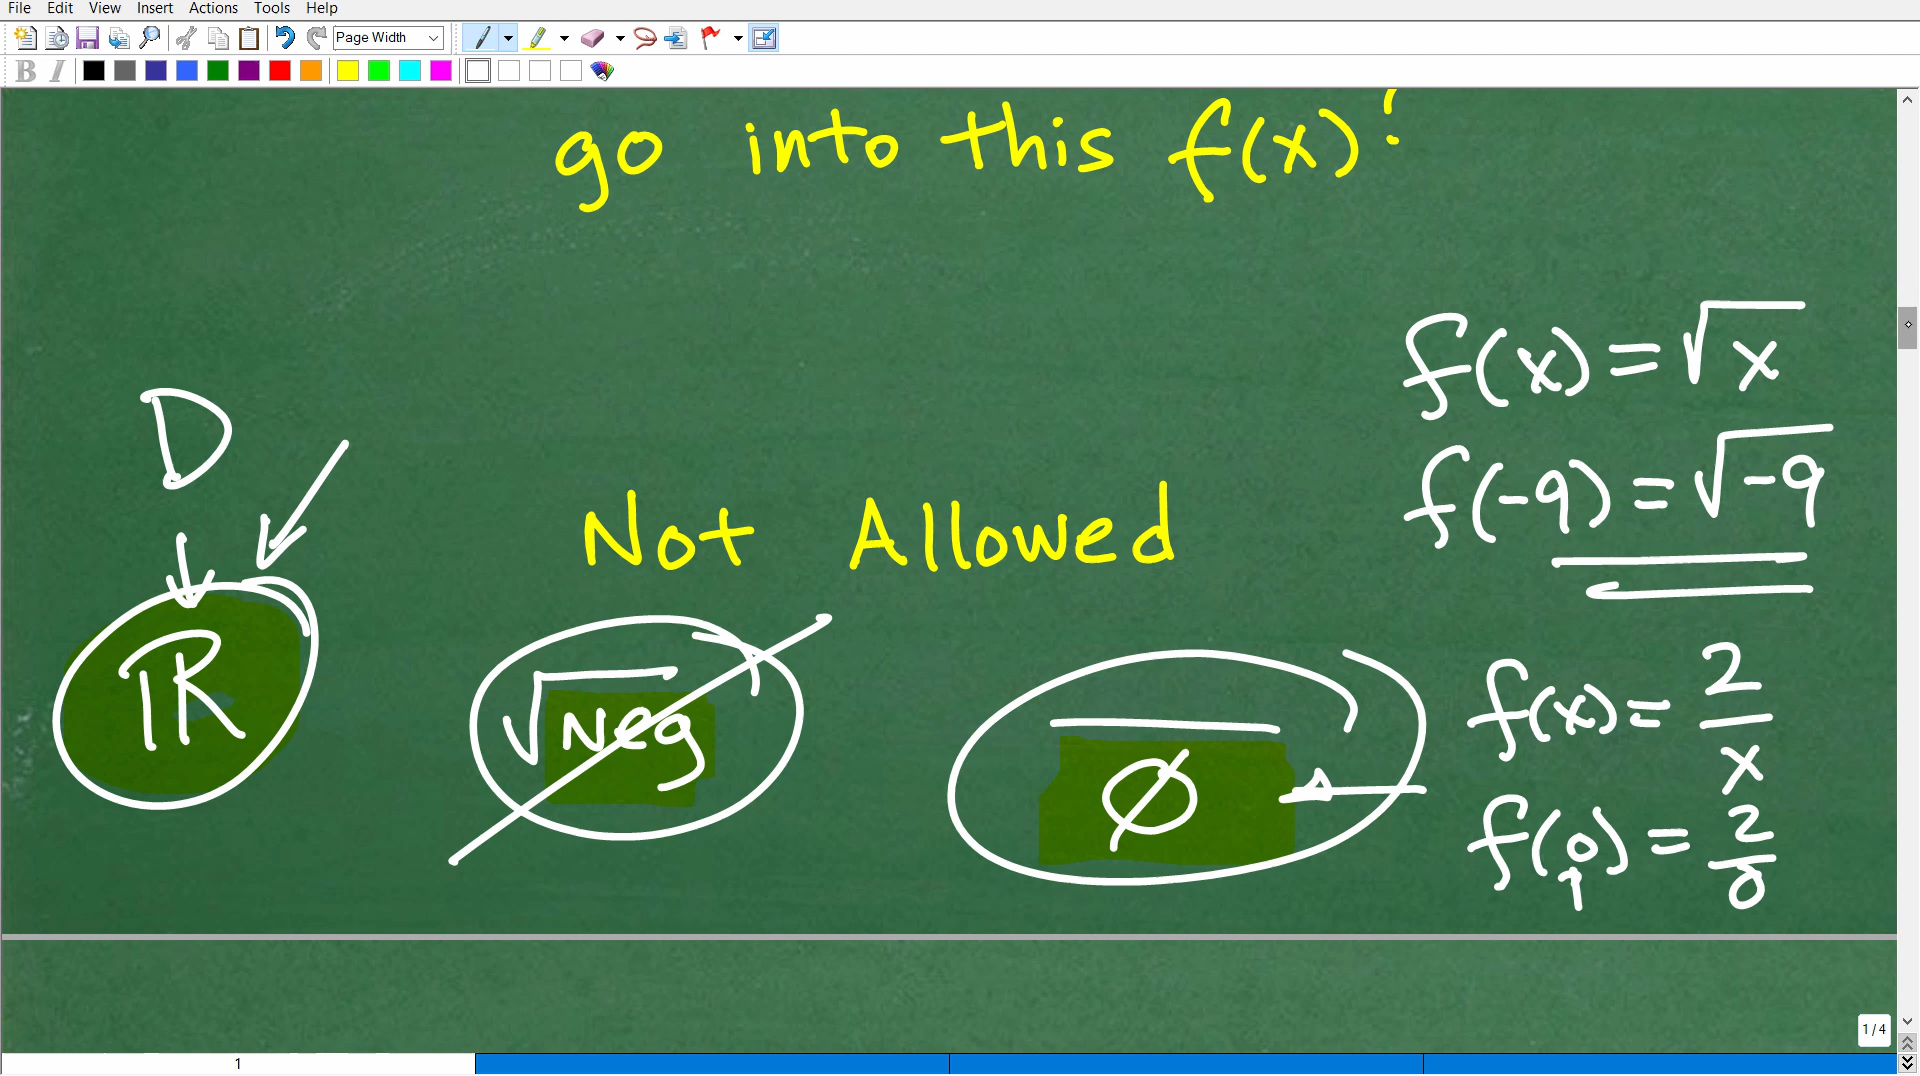 File Edit View Insert Actions Tools Help
Page Width
B I
go into this f(x)?
D
ℝ
Not Allowed
√Neg
∅
f(x) = √x
f(-9) = √-9
f(x) = 2/x
f(0) = 2/0
1/4
1